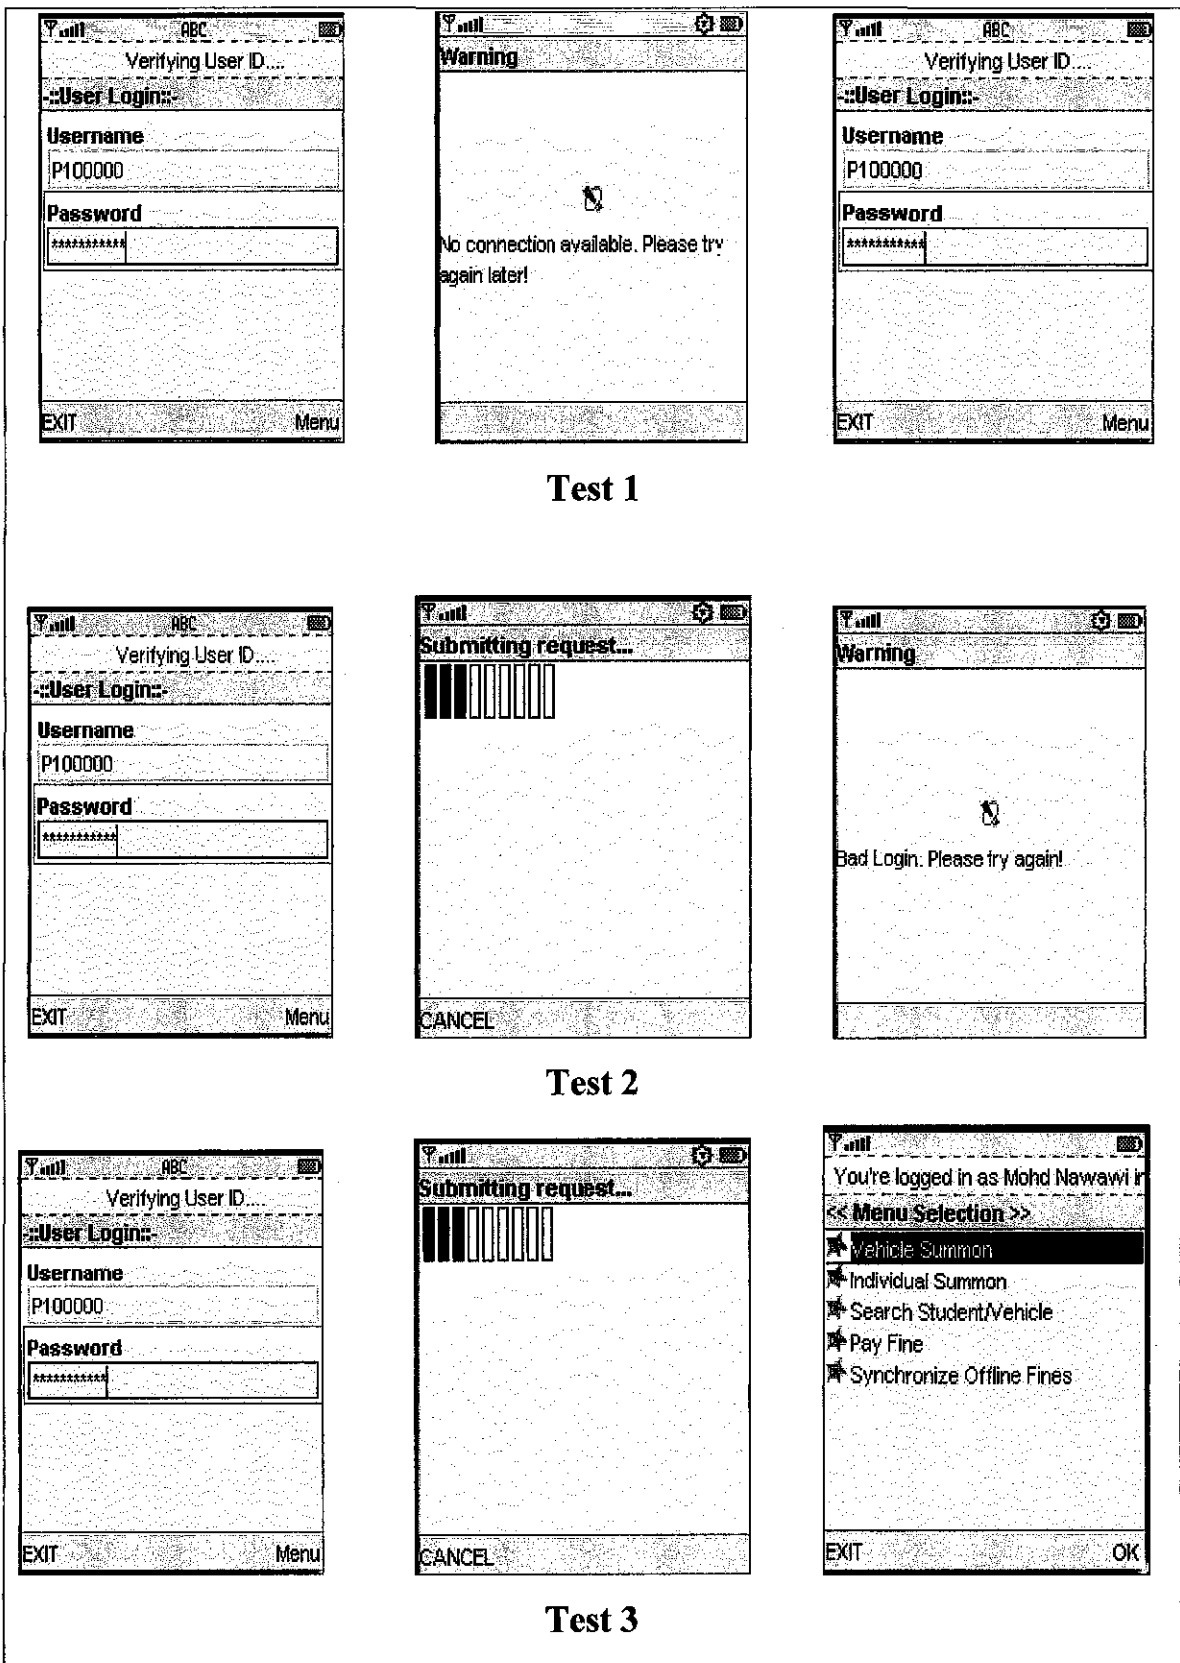 ABC
Verifying User ID....
-::User Login::-
Username
P100000
Password
***********
EXIT Menu
Warning
No connection available. Please try
again later!
ABC
Verifying User ID....
-::User Login::-
Username
P100000
Password
***********
EXIT Menu
Test 1
ABC
Verifying User ID....
-::User Login::-
Username
P100000
Password
***********
EXIT Menu
Submitting request...
CANCEL
Warning
Bad Login. Please try again!
Test 2
ABC
Verifying User ID....
-::User Login::-
Username
P100000
Password
***********
EXIT Menu
Submitting request...
CANCEL
You're logged in as Mohd Nawawi in
<< Menu Selection >>
Vehicle Summon
Individual Summon
Search Student/Vehicle
Pay Fine
Synchronize Offline Fines
EXIT OK
Test 3